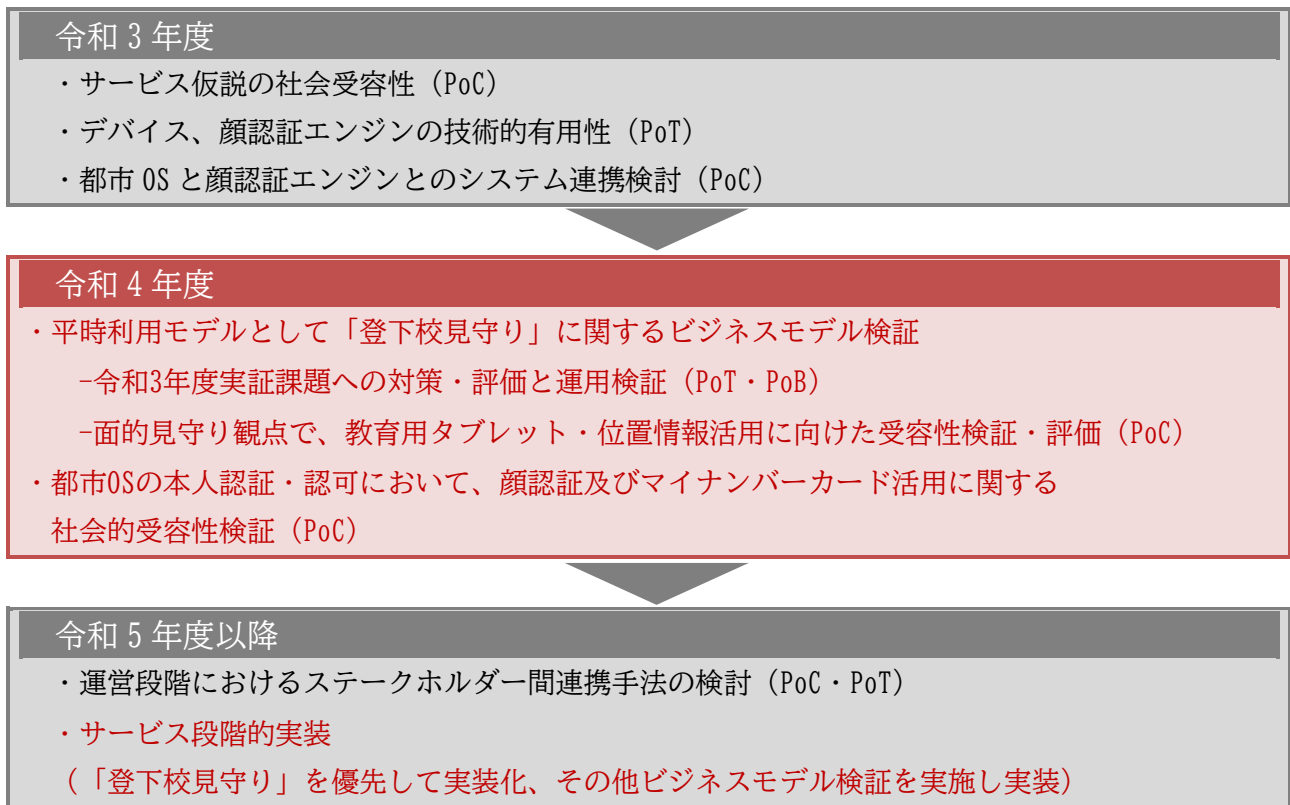 令和 3 年度
・サービス仮説の社会受容性（PoC）
・デバイス、顔認証エンジンの技術的有用性（PoT）
・都市 OS と顔認証エンジンとのシステム連携検討（PoC）
令和 4 年度
・平時利用モデルとして「登下校見守り」に関するビジネスモデル検証
-令和3年度実証課題への対策・評価と運用検証（PoT・PoB）
-面的見守り観点で、教育用タブレット・位置情報活用に向けた受容性検証・評価（PoC）
・都市OSの本人認証・認可において、顔認証及びマイナンバーカード活用に関する
社会的受容性検証（PoC）
令和 5 年度以降
・運営段階におけるステークホルダー間連携手法の検討（PoC・PoT）
・サービス段階的実装
（「登下校見守り」を優先して実装化、その他ビジネスモデル検証を実施し実装）